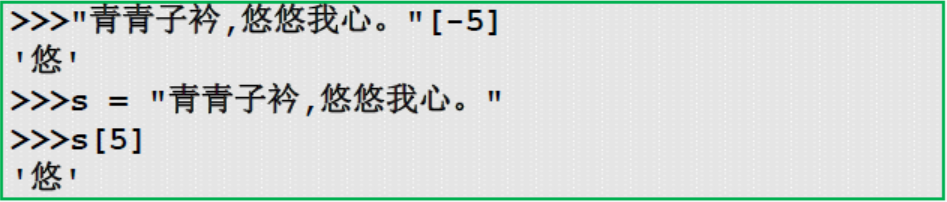 >>>"青青子衿,悠悠我心。"[-5]
'悠'
>>>s = "青青子衿,悠悠我心。"
>>>s[5]
'悠'